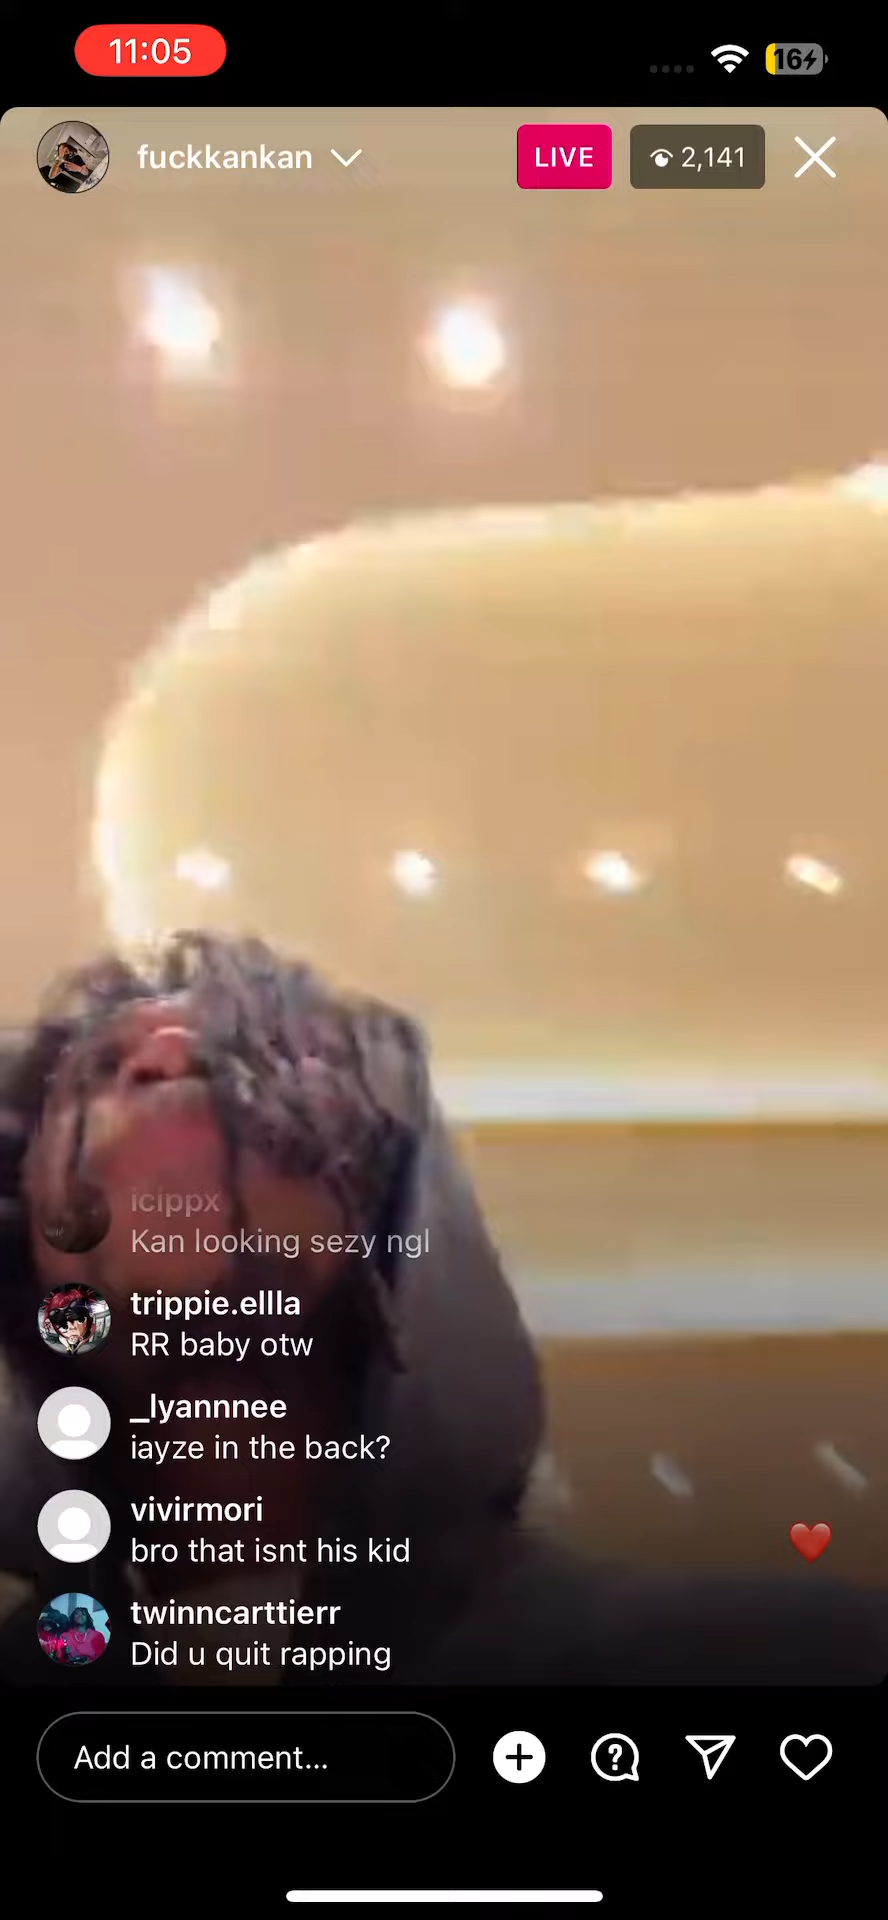 11:05
16
fuckkankan
LIVE
2,141
icippx
Kan looking sezy ngl
trippie.ellla
RR baby otw
_lyannnee
iayze in the back?
vivirmori
bro that isnt his kid
twinncarttierr
Did u quit rapping
Add a comment...